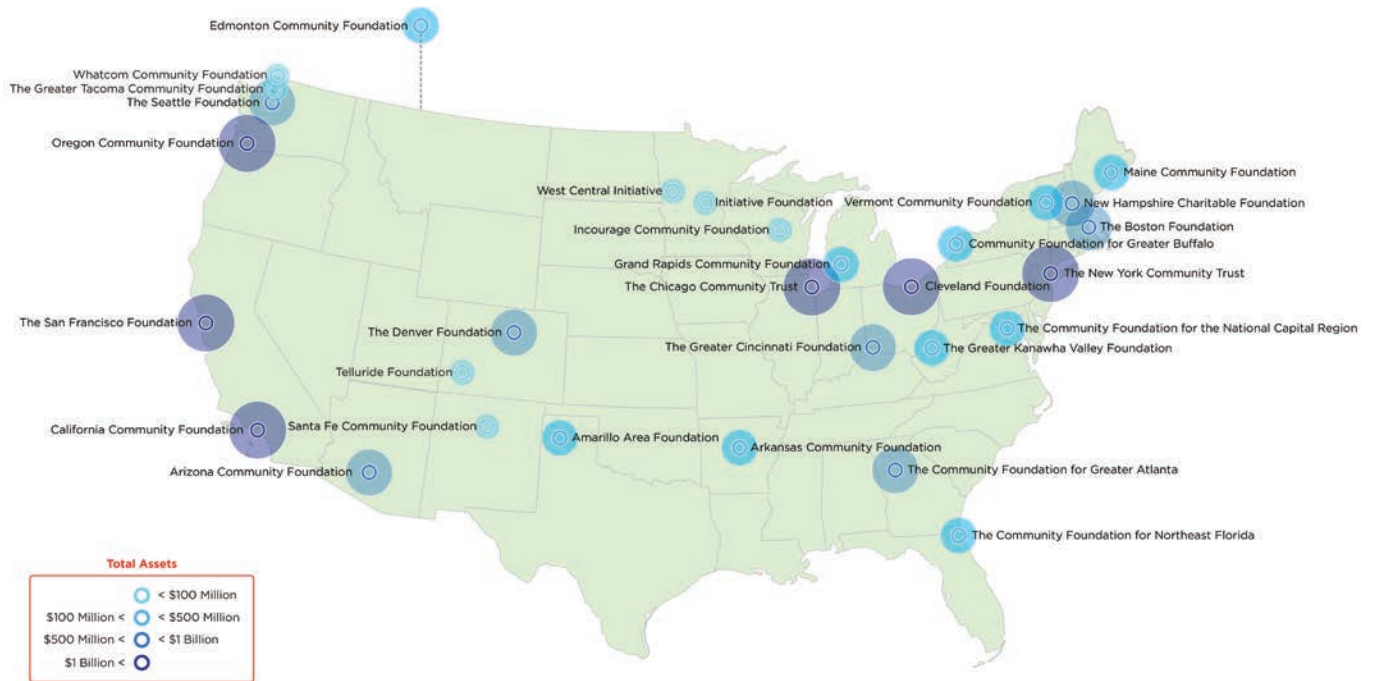 Edmonton Community Foundation
Whatcom Community Foundation
The Greater Tacoma Community Foundation
The Seattle Foundation
Oregon Community Foundation
Maine Community Foundation
West Central Initiative
Initiative Foundation
Vermont Community Foundation
New Hampshire Charitable Foundation
Incourage Community Foundation
The Boston Foundation
Community Foundation for Greater Buffalo
Grand Rapids Community Foundation
The New York Community Trust
The Chicago Community Trust
Cleveland Foundation
The San Francisco Foundation
The Denver Foundation
The Community Foundation for the National Capital Region
The Greater Cincinnati Foundation
The Greater Kanawha Valley Foundation
Telluride Foundation
California Community Foundation
Santa Fe Community Foundation
Amarillo Area Foundation
Arkansas Community Foundation
Arizona Community Foundation
The Community Foundation for Greater Atlanta
The Community Foundation for Northeast Florida
Total Assets
< $100 Million
$100 Million < < $500 Million
$500 Million < < $1 Billion
$1 Billion <